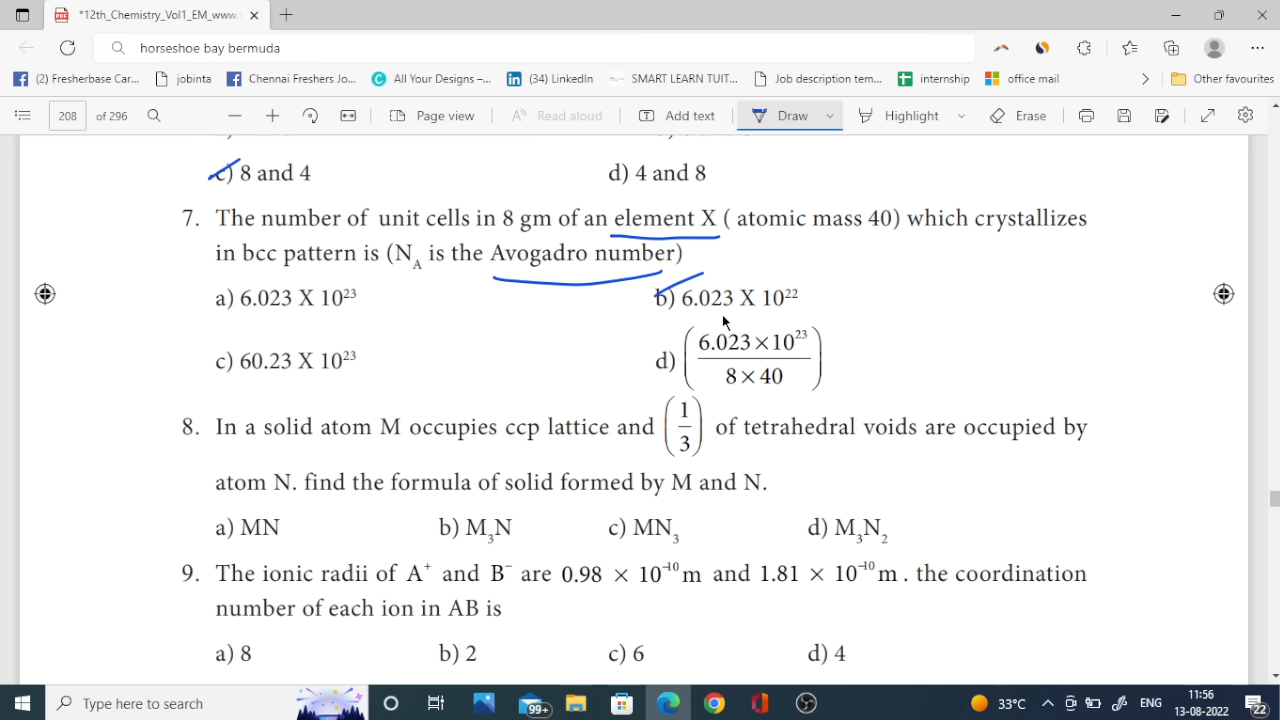 *12th_Chemistry_Vol1_EM_www.
horseshoe bay bermuda
(2) Fresherbase Car... jobinta Chennai Freshers Jo... All Your Designs –... (34) LinkedIn SMART LEARN TUIT... Job description tem... internship office mail Other favourites
208 of 296 Page view Read aloud Add text Draw Highlight Erase
c) 8 and 4 d) 4 and 8
7. The number of unit cells in 8 gm of an element X ( atomic mass 40) which crystallizes
in bcc pattern is (N_A is the Avogadro number)
a) 6.023 X 10²³ b) 6.023 X 10²²
c) 60.23 X 10²³ d) (6.023×10²³ / 8×40)
8. In a solid atom M occupies ccp lattice and (1/3) of tetrahedral voids are occupied by
atom N. find the formula of solid formed by M and N.
a) MN b) M₃N c) MN₃ d) M₃N₂
9. The ionic radii of A⁺ and B⁻ are 0.98 × 10⁻¹⁰ m and 1.81 × 10⁻¹⁰ m . the coordination
number of each ion in AB is
a) 8 b) 2 c) 6 d) 4
Type here to search 99+ 33°C ENG 11:56
13-08-2022 22